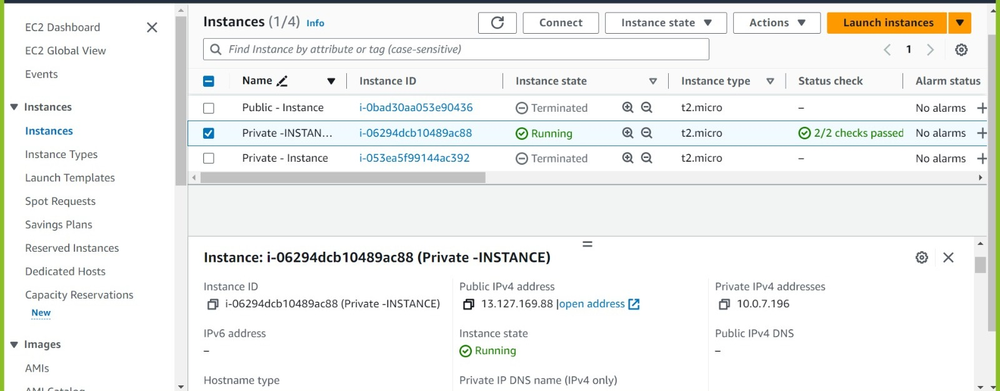 EC2 Dashboard
EC2 Global View
Events
Instances
Instances
Instance Types
Launch Templates
Spot Requests
Savings Plans
Reserved Instances
Dedicated Hosts
Capacity Reservations
New
Images
AMIs
AMI Catalog
Instances (1/4) Info
Connect Instance state Actions Launch instances
Find Instance by attribute or tag (case-sensitive)
1
Name Instance ID Instance state Instance type Status check Alarm status
Public - Instance i-0bad30aa053e90436 Terminated t2.micro – No alarms
Private -INSTAN... i-06294dcb10489ac88 Running t2.micro 2/2 checks passed No alarms
Private - Instance i-053ea5f99144ac392 Terminated t2.micro – No alarms
Instance: i-06294dcb10489ac88 (Private -INSTANCE)
Instance ID Public IPv4 address Private IPv4 addresses
i-06294dcb10489ac88 (Private -INSTANCE) 13.127.169.88 |open address 10.0.7.196
IPv6 address Instance state Public IPv4 DNS
– Running –
Hostname type Private IP DNS name (IPv4 only)